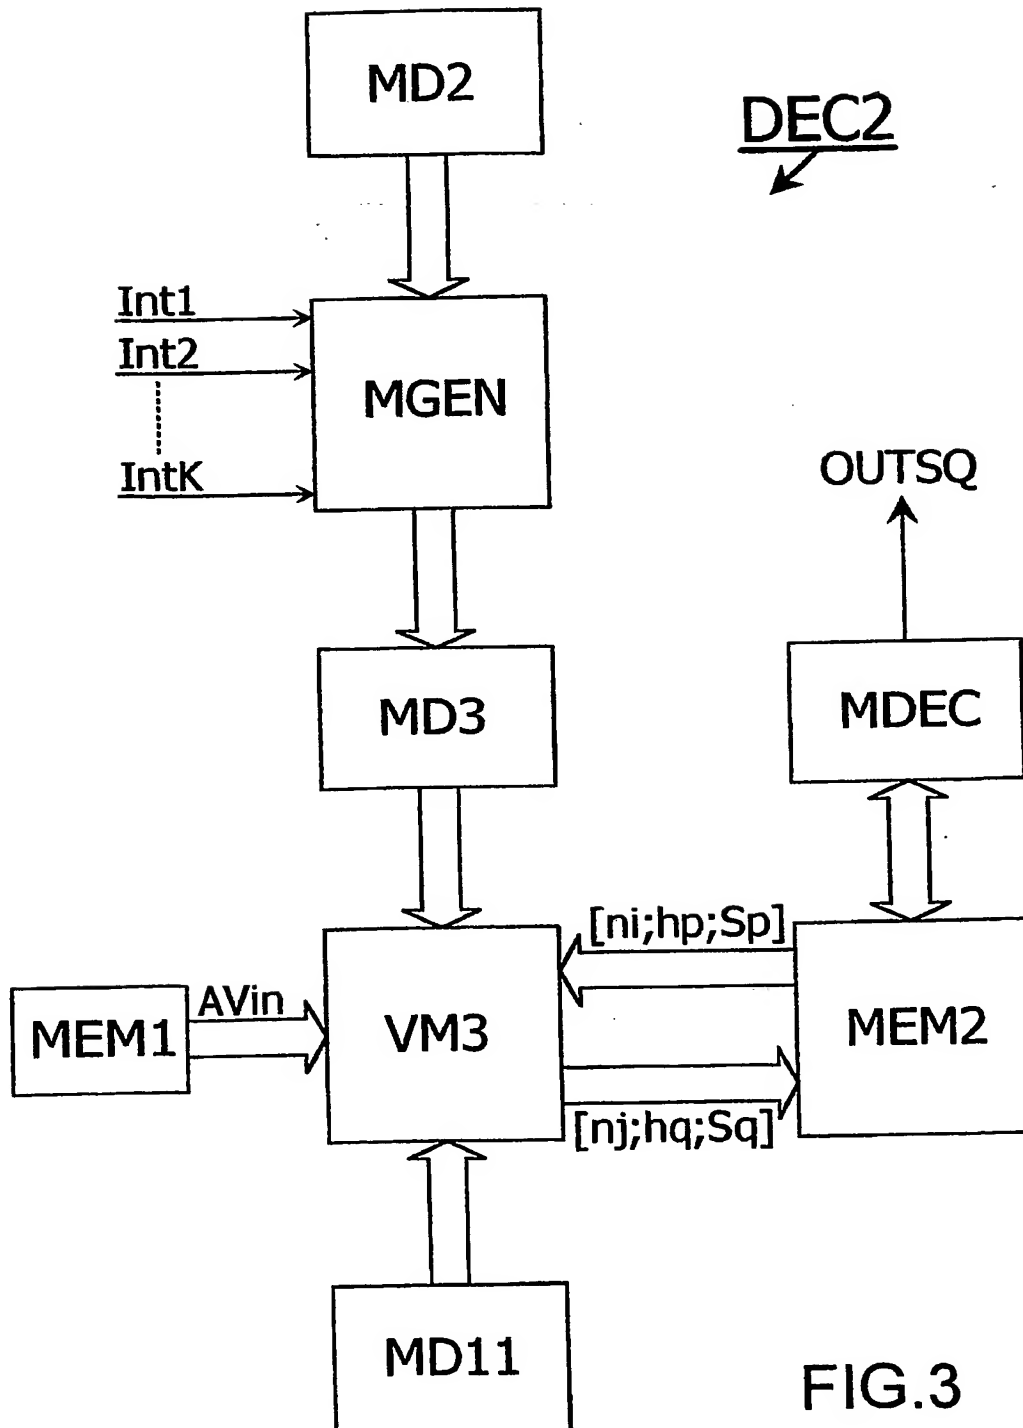 MD2
DEC2
Int1
Int2
MGEN
IntK
OUTSQ
MD3
MDEC
[ni;hp;Sp]
AVin
MEM1
VM3
MEM2
[nj;hq;Sq]
MD11
FIG.3